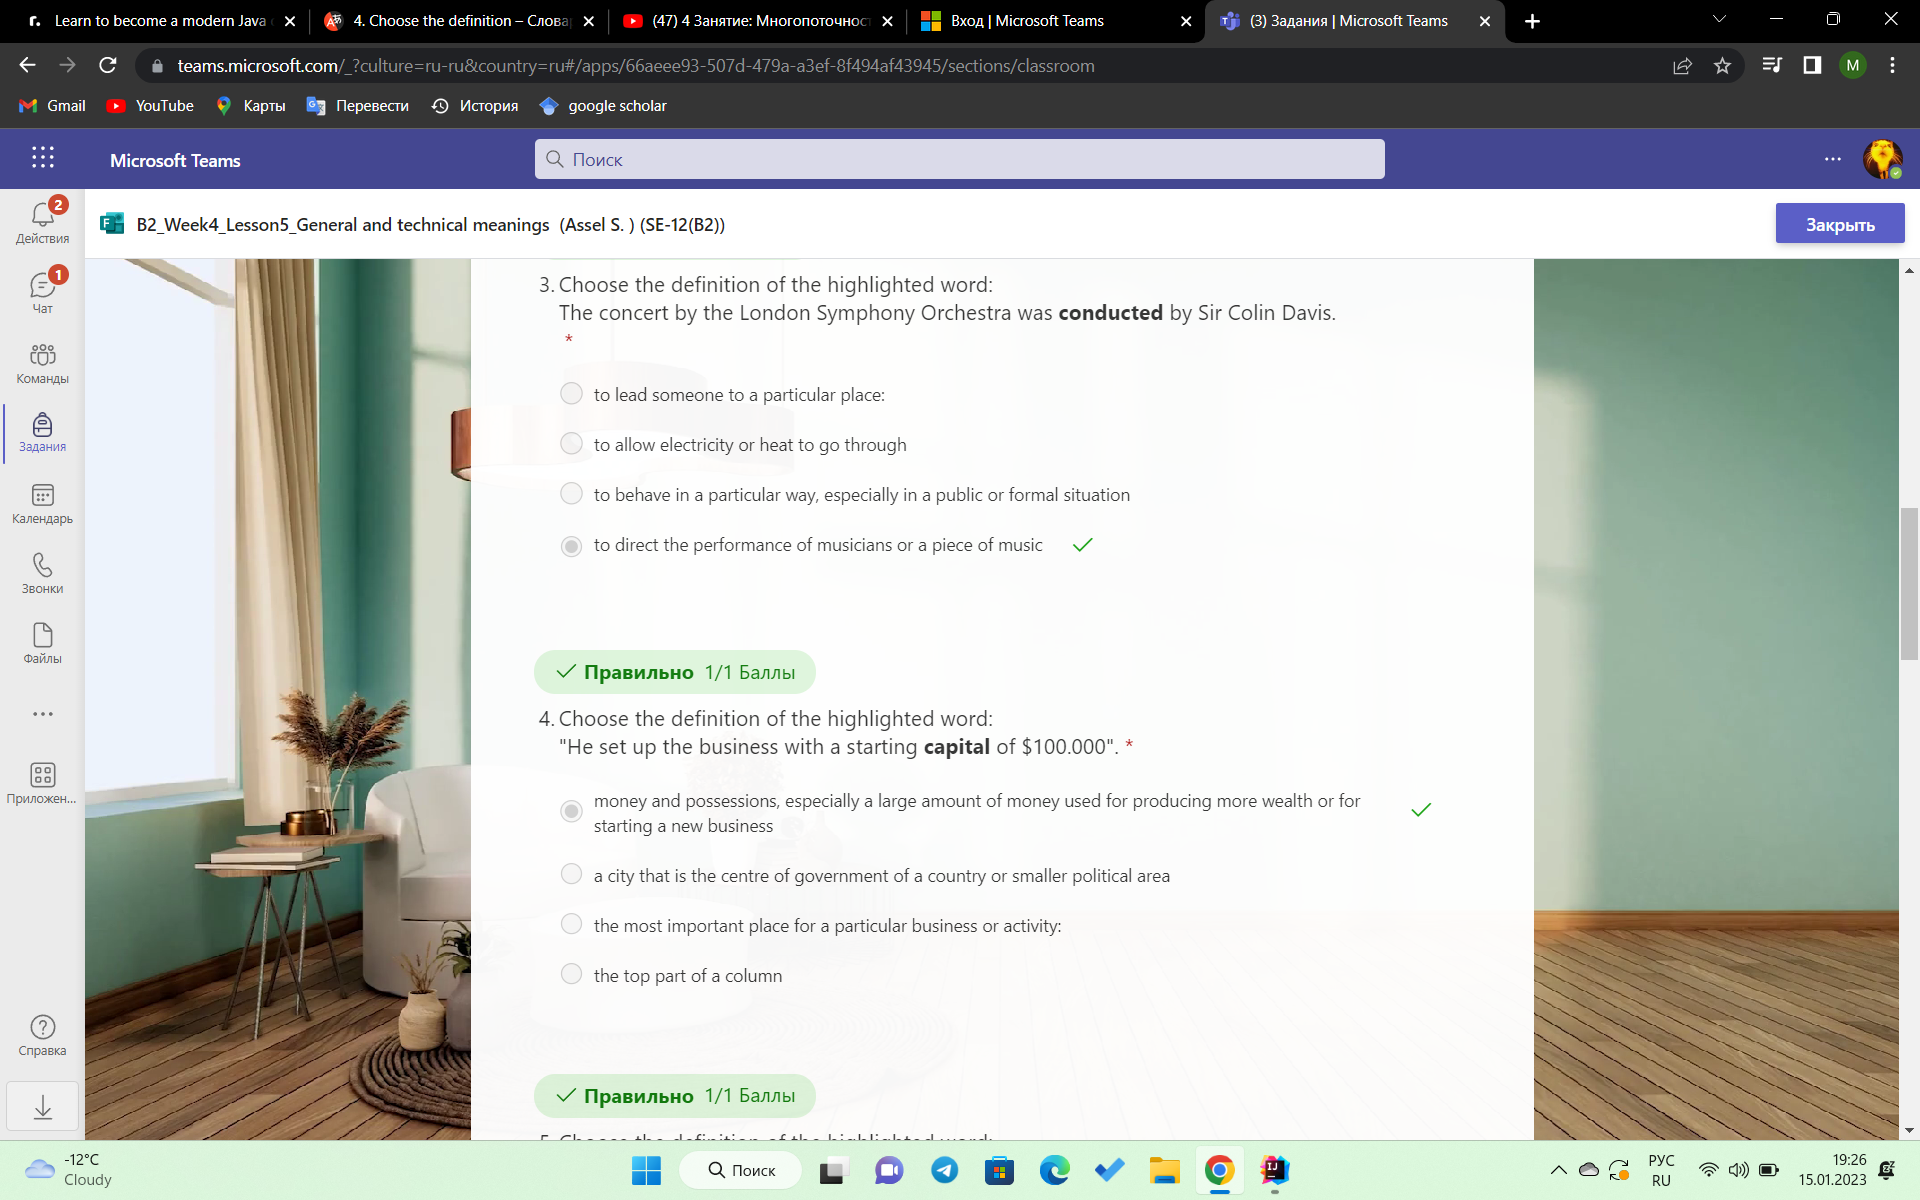 Learn to become a modern Java
4. Choose the definition – Слова
(47) 4 Занятие: Многопоточнос
Вход | Microsoft Teams
(3) Задания | Microsoft Teams
teams.microsoft.com/_?culture=ru-ru&country=ru#/apps/66aeee93-507d-479a-a3ef-8f494af43945/sections/classroom
M
Gmail
YouTube
Карты
Перевести
История
google scholar
Microsoft Teams
Поиск
B2_Week4_Lesson5_General and technical meanings (Assel S. ) (SE-12(B2))
Закрыть
2
Действия
1
Чат
Команды
Задания
Календарь
Звонки
Файлы
Приложен...
Справка
3. Choose the definition of the highlighted word:
The concert by the London Symphony Orchestra was conducted by Sir Colin Davis.
*
to lead someone to a particular place:
to allow electricity or heat to go through
to behave in a particular way, especially in a public or formal situation
to direct the performance of musicians or a piece of music
Правильно 1/1 Баллы
4. Choose the definition of the highlighted word:
"He set up the business with a starting capital of $100.000". *
money and possessions, especially a large amount of money used for producing more wealth or for
starting a new business
a city that is the centre of government of a country or smaller political area
the most important place for a particular business or activity:
the top part of a column
Правильно 1/1 Баллы
5. Choose the definition of the highlighted word:
-12°C
Cloudy
Поиск
РУС
RU
19:26
15.01.2023